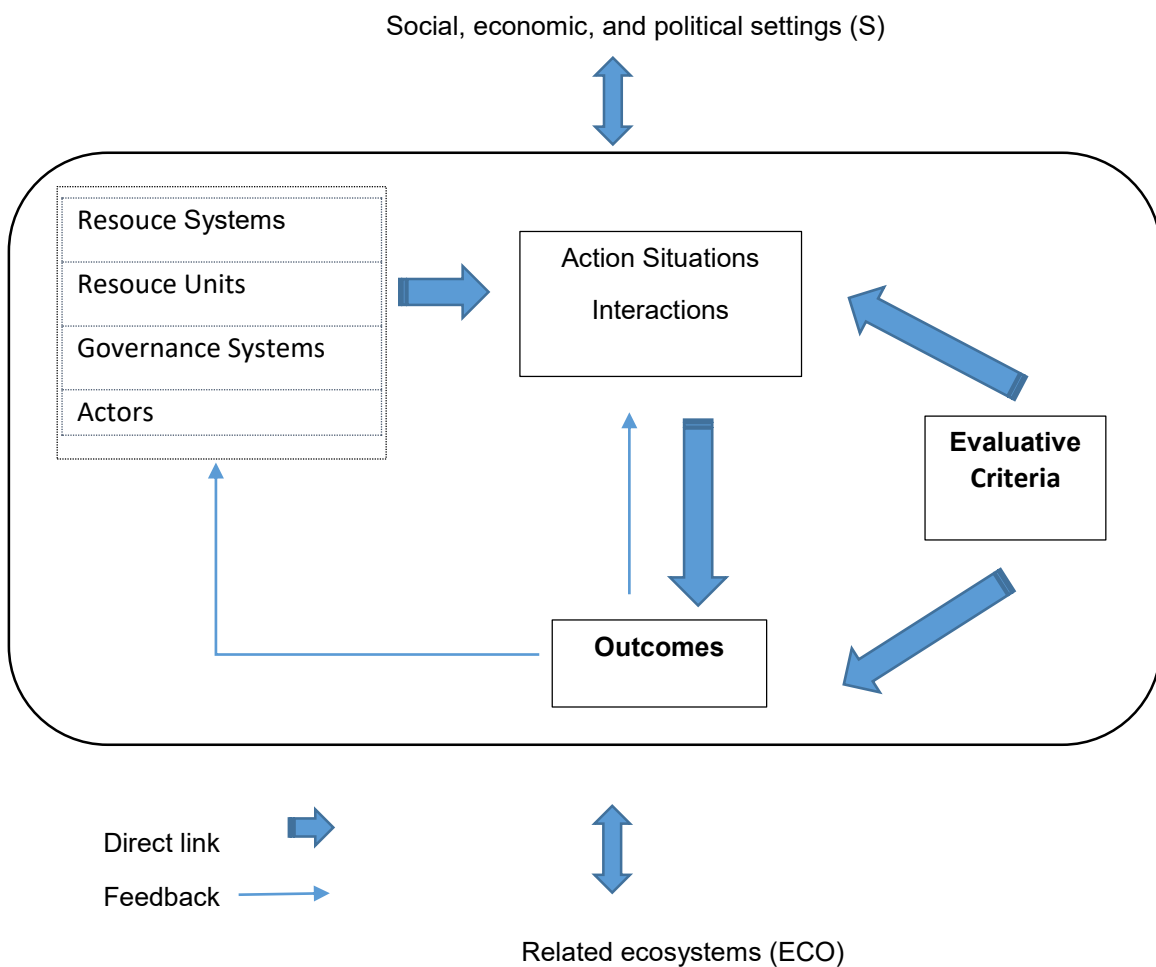 Social, economic, and political settings (S)
Resouce Systems
Resouce Units
Governance Systems
Actors
Action Situations
Interactions
Evaluative
Criteria
Outcomes
Direct link
Feedback
Related ecosystems (ECO)